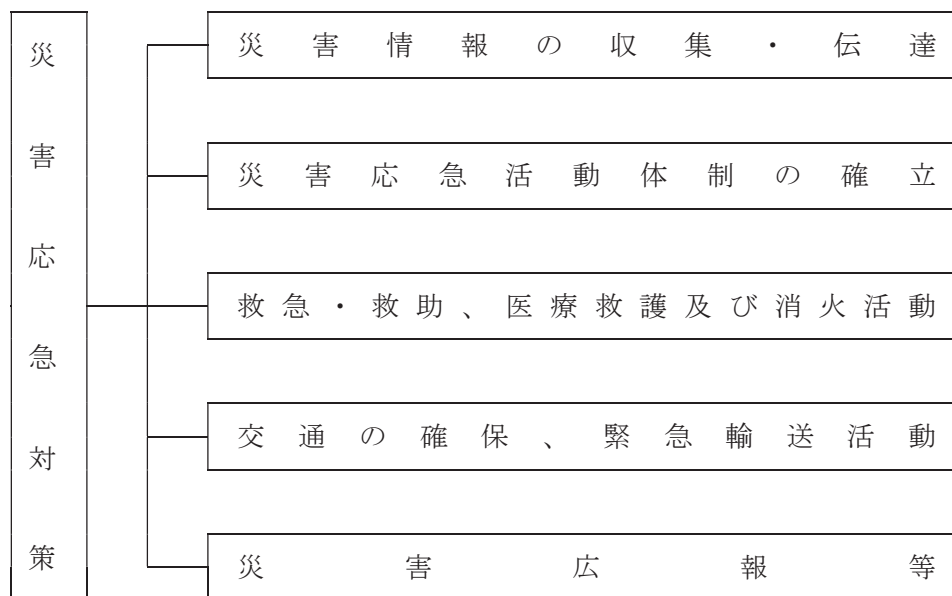 災害応急対策
災害情報の収集・伝達
災害応急活動体制の確立
救急・救助、医療救護及び消火活動
交通の確保、緊急輸送活動
災害広報等